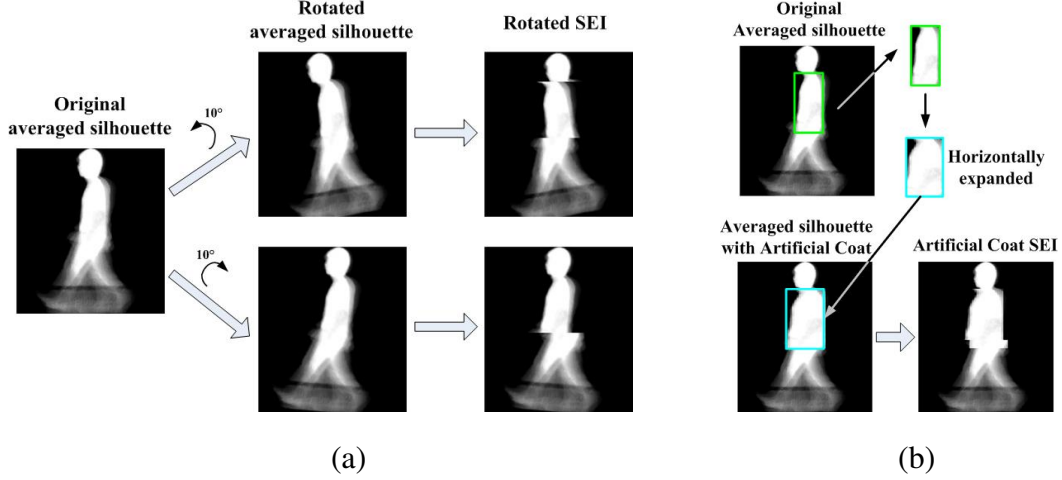 Rotated
averaged silhouette
Rotated SEI
Original
averaged silhouette
10°
10°
(a)
Original
Averaged silhouette
Horizontally
expanded
Averaged silhouette
with Artificial Coat
Artificial Coat SEI
(b)